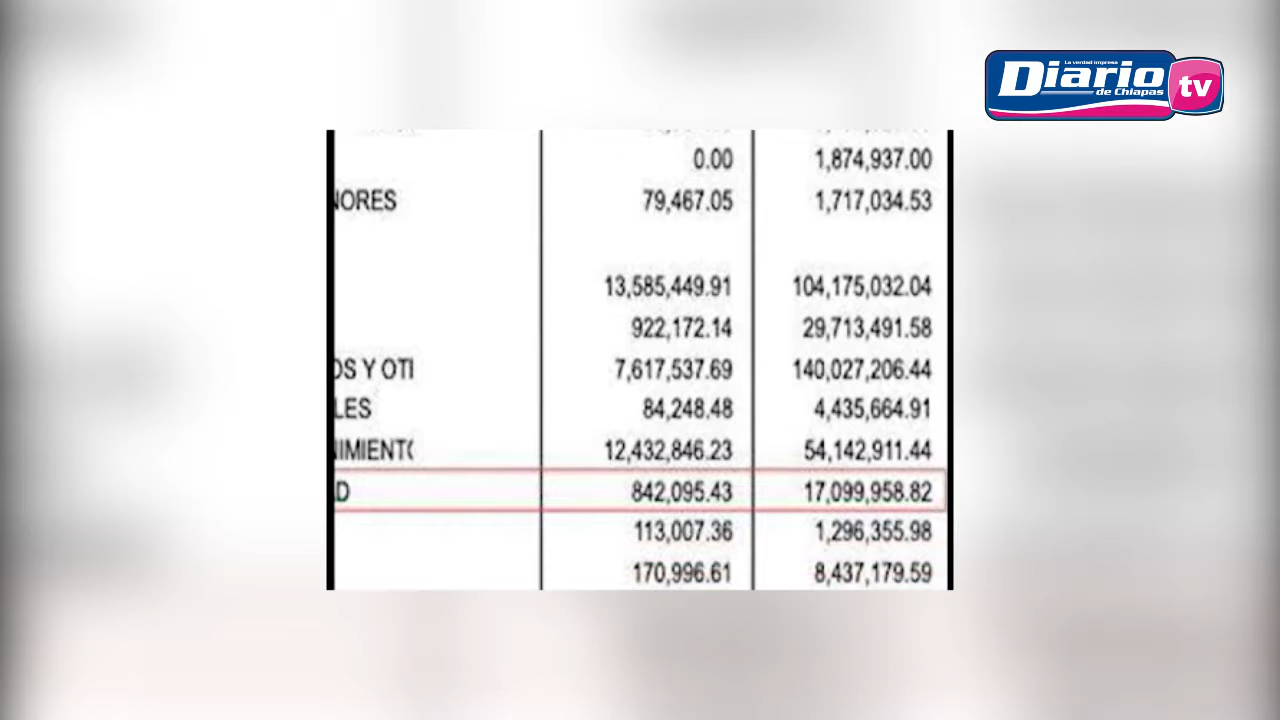 La verdad impresa
Diario
de Chiapas
tv
0.00 1,874,937.00
NORES 79,467.05 1,717,034.53
13,585,449.91 104,175,032.04
922,172.14 29,713,491.58
OS Y OTI 7,617,537.69 140,027,206.44
LES 84,248.48 4,435,664.91
NIMIENTO 12,432,846.23 54,142,911.44
AD 842,095.43 17,099,958.82
113,007.36 1,296,355.98
170,996.61 8,437,179.59